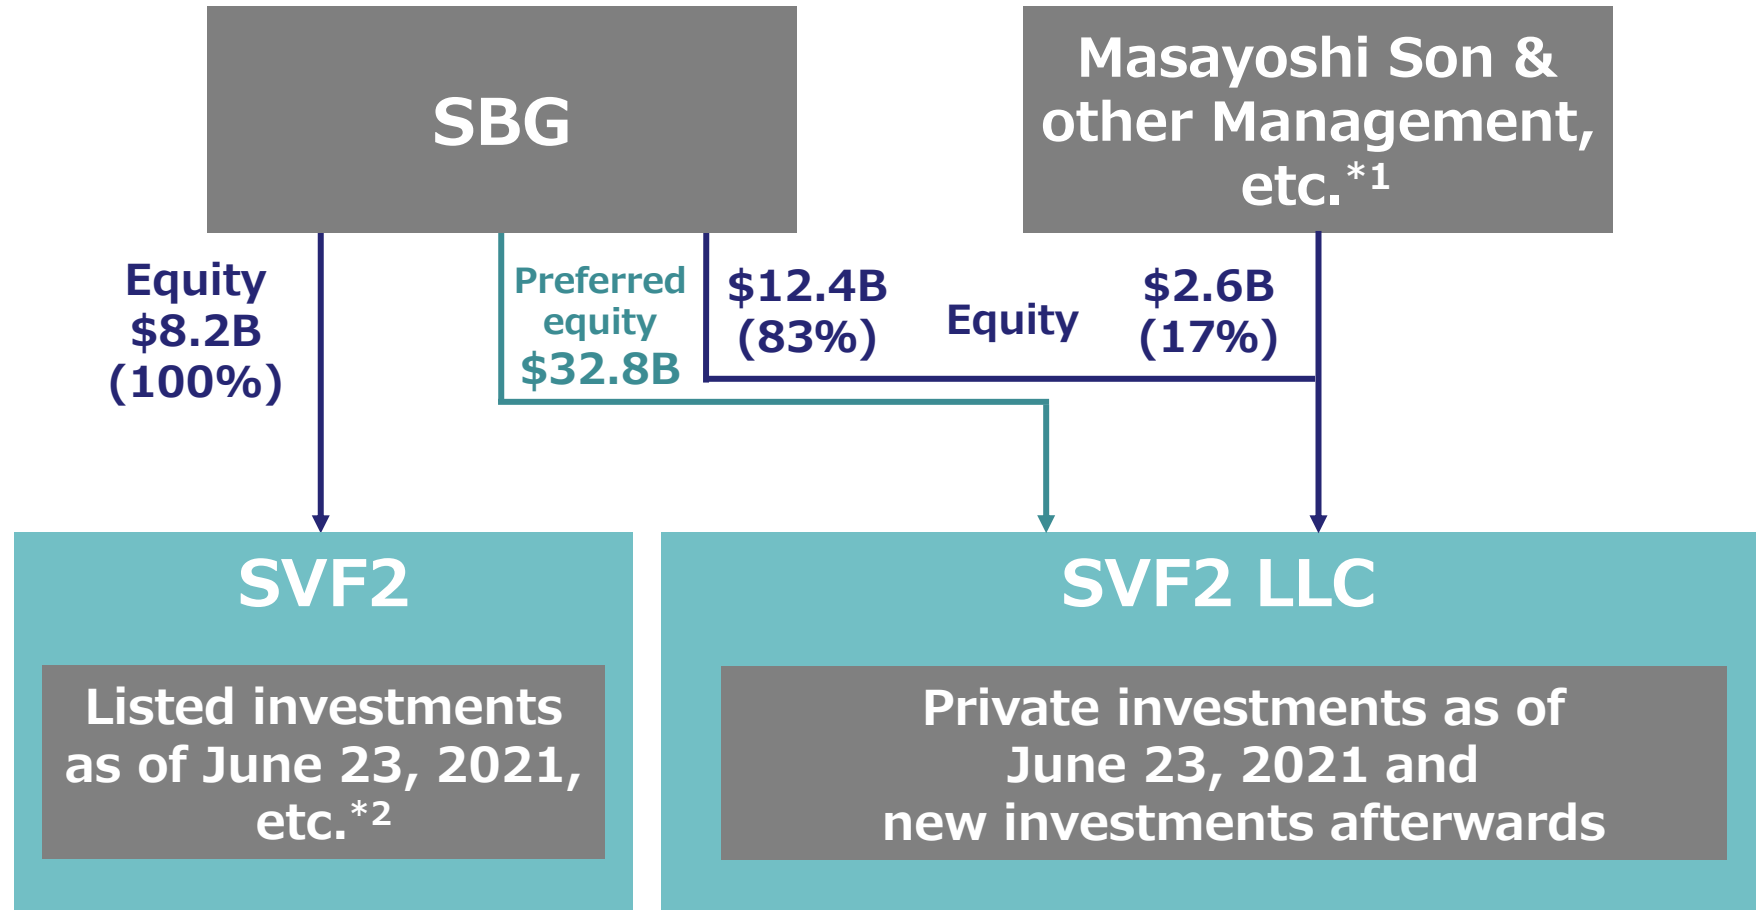 SBG
Masayoshi Son &
other Management,
etc.*1
Equity
$8.2B
(100%)
Preferred
equity
$32.8B
$12.4B
(83%)
Equity
$2.6B
(17%)
SVF2
Listed investments
as of June 23, 2021,
etc.*2
SVF2 LLC
Private investments as of
June 23, 2021 and
new investments afterwards